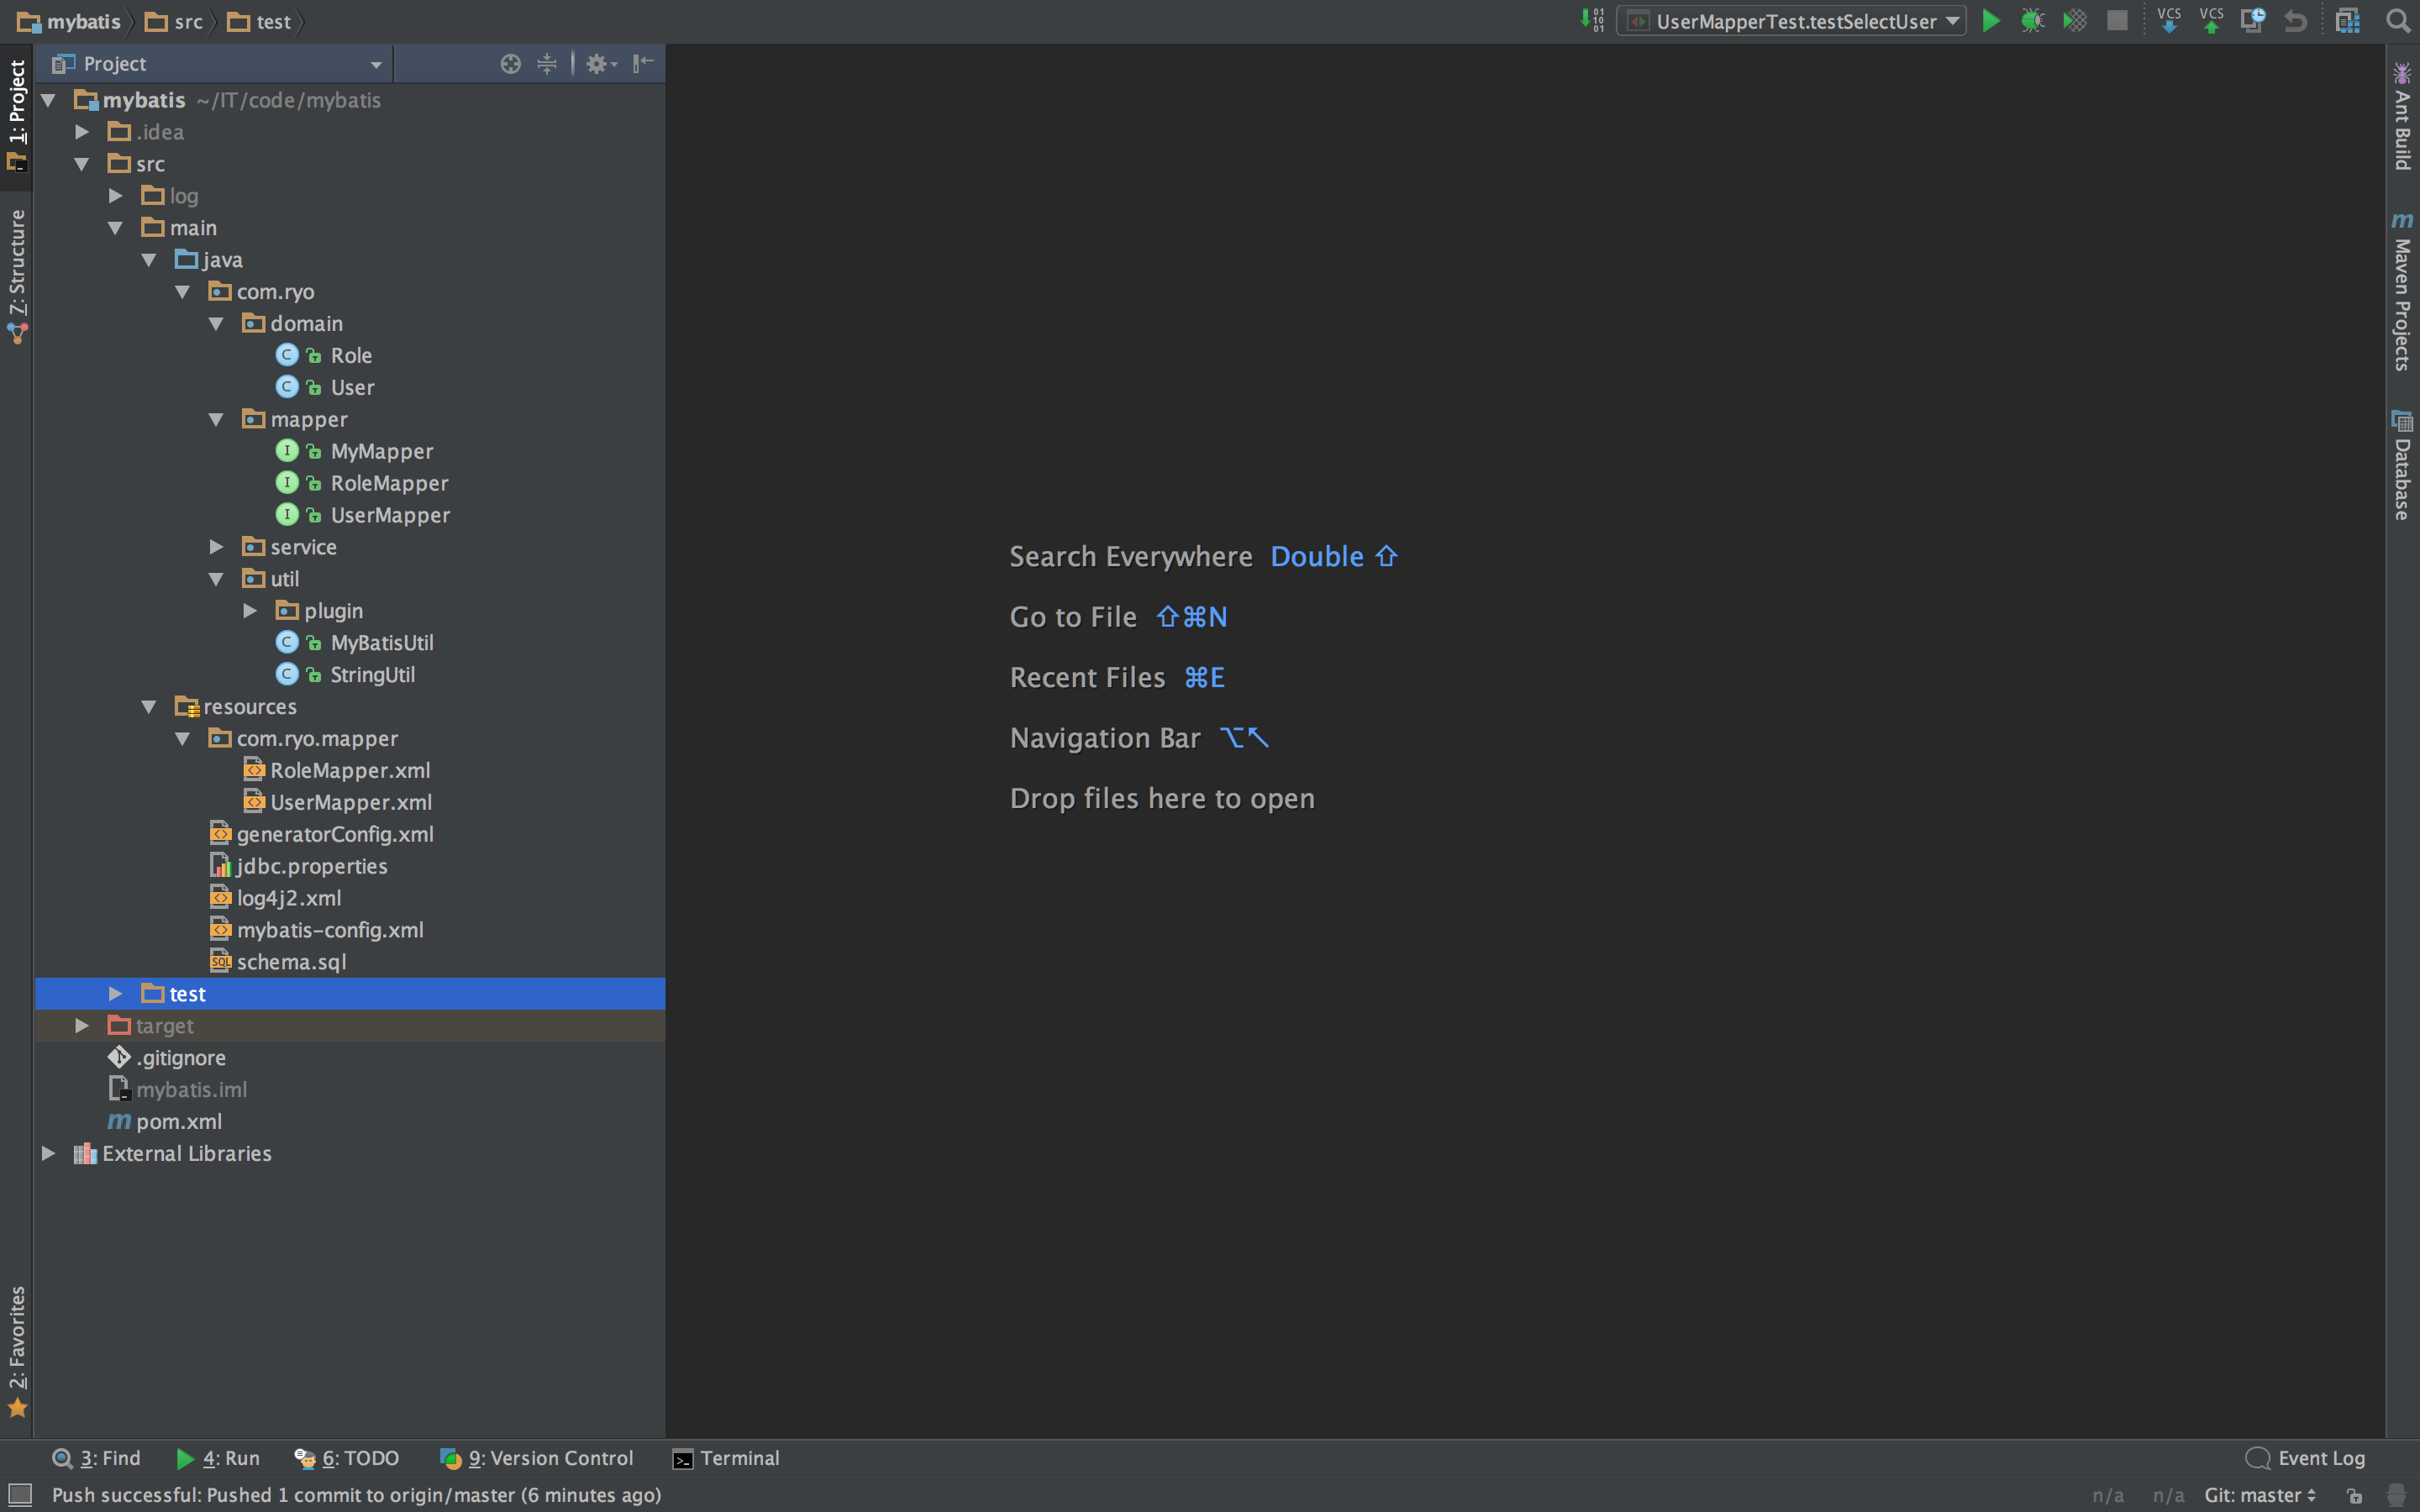 mybatis src test
UserMapperTest.testSelectUser
VCS VCS
Project
mybatis ~/IT/code/mybatis
.idea
src
log
main
java
com.ryo
domain
Role
User
mapper
MyMapper
RoleMapper
UserMapper
service
util
plugin
MyBatisUtil
StringUtil
resources
com.ryo.mapper
RoleMapper.xml
UserMapper.xml
generatorConfig.xml
jdbc.properties
log4j2.xml
mybatis-config.xml
schema.sql
test
target
.gitignore
mybatis.iml
pom.xml
External Libraries
1: Project
7: Structure
2: Favorites
Search Everywhere Double ⇧
Go to File ⇧⌘N
Recent Files ⌘E
Navigation Bar ⌥↖
Drop files here to open
Ant Build
Maven Projects
Database
3: Find 4: Run 6: TODO 9: Version Control Terminal Event Log
Push successful: Pushed 1 commit to origin/master (6 minutes ago) n/a n/a Git: master